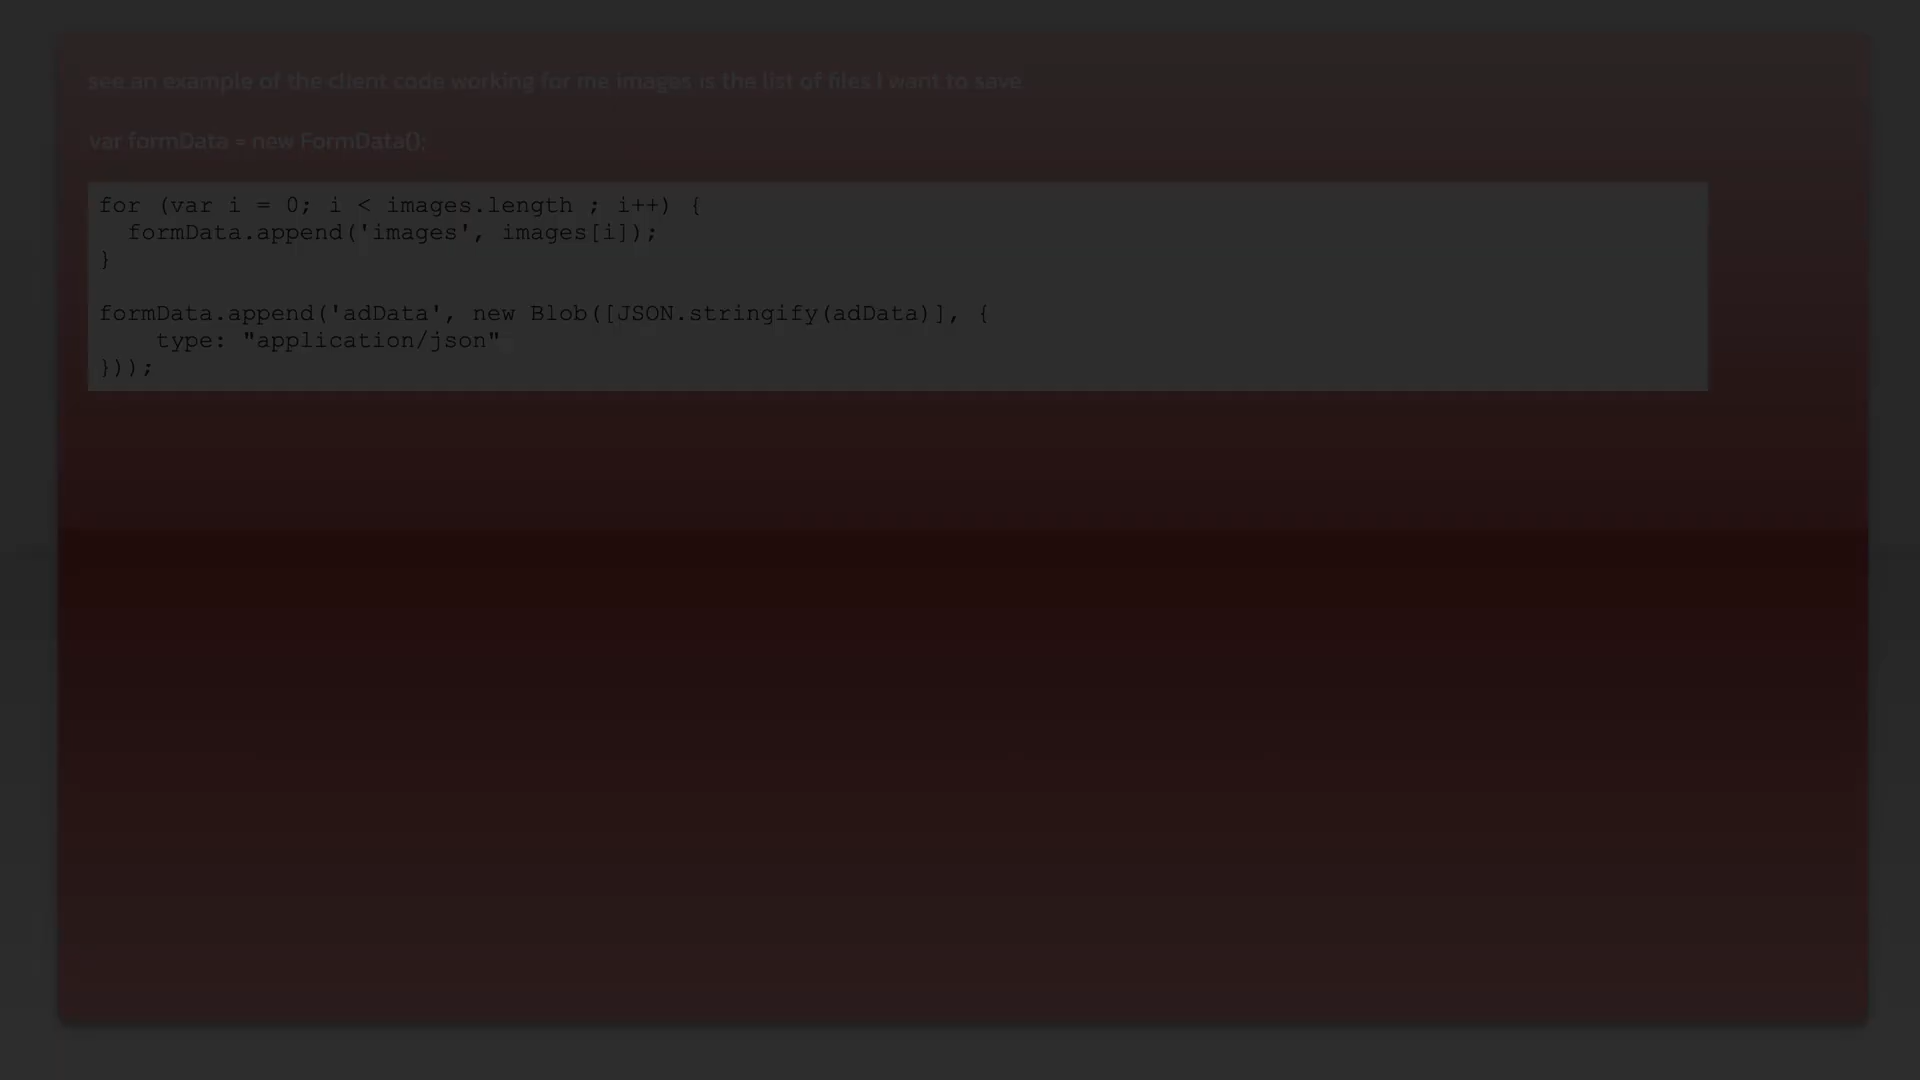 see an example of the client code working for me images is the list of files I want to save
var formData = new FormData();
for (var i = 0; i < images.length ; i++) {
  formData.append('images', images[i]);
}
formData.append('adData', new Blob([JSON.stringify(adData)], {
    type: "application/json"
}));